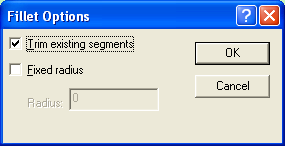 Fillet Options
Trim existing segments
OK
Fixed radius
Cancel
Radius: 0